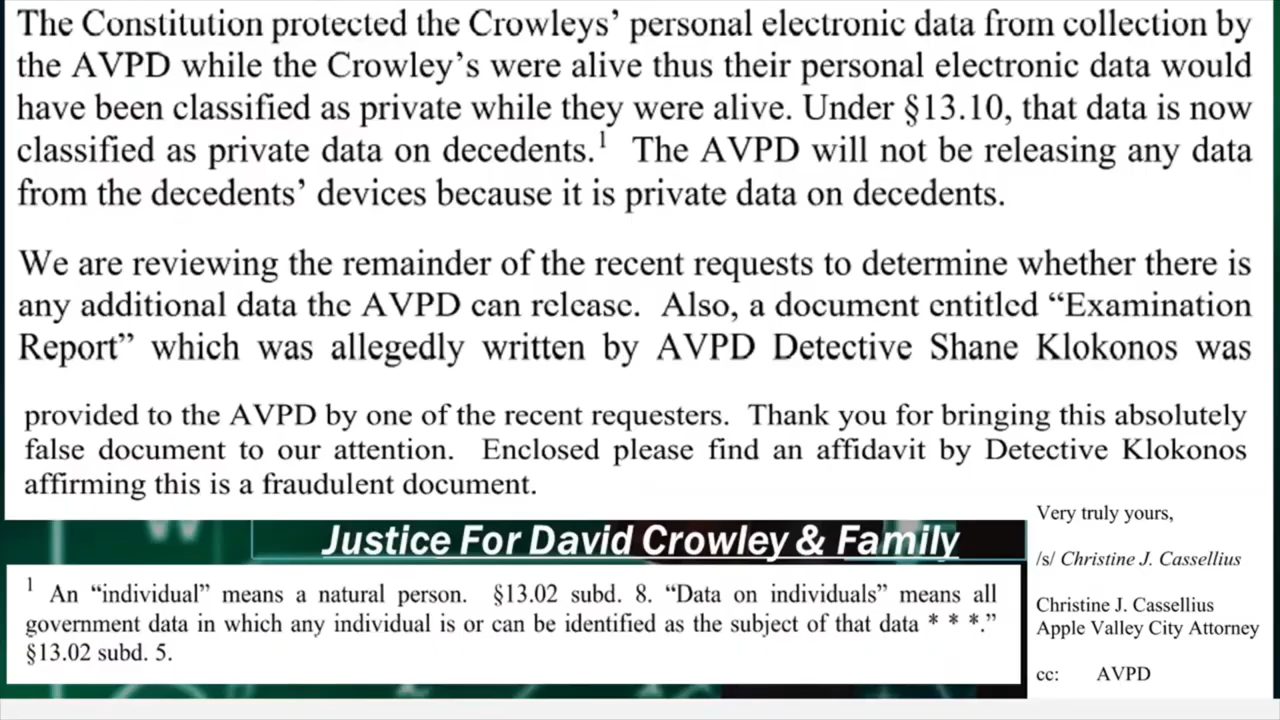 The Constitution protected the Crowleys’ personal electronic data from collection by
the AVPD while the Crowley’s were alive thus their personal electronic data would
have been classified as private while they were alive. Under §13.10, that data is now
classified as private data on decedents.1 The AVPD will not be releasing any data
from the decedents’ devices because it is private data on decedents.
We are reviewing the remainder of the recent requests to determine whether there is
any additional data the AVPD can release. Also, a document entitled “Examination
Report” which was allegedly written by AVPD Detective Shane Klokonos was
provided to the AVPD by one of the recent requesters. Thank you for bringing this absolutely
false document to our attention. Enclosed please find an affidavit by Detective Klokonos
affirming this is a fraudulent document.
Justice For David Crowley & Family
1 An “individual” means a natural person. §13.02 subd. 8. “Data on individuals” means all
government data in which any individual is or can be identified as the subject of that data * * *.”
§13.02 subd. 5.
Very truly yours,
/s/ Christine J. Cassellius
Christine J. Cassellius
Apple Valley City Attorney
cc: AVPD